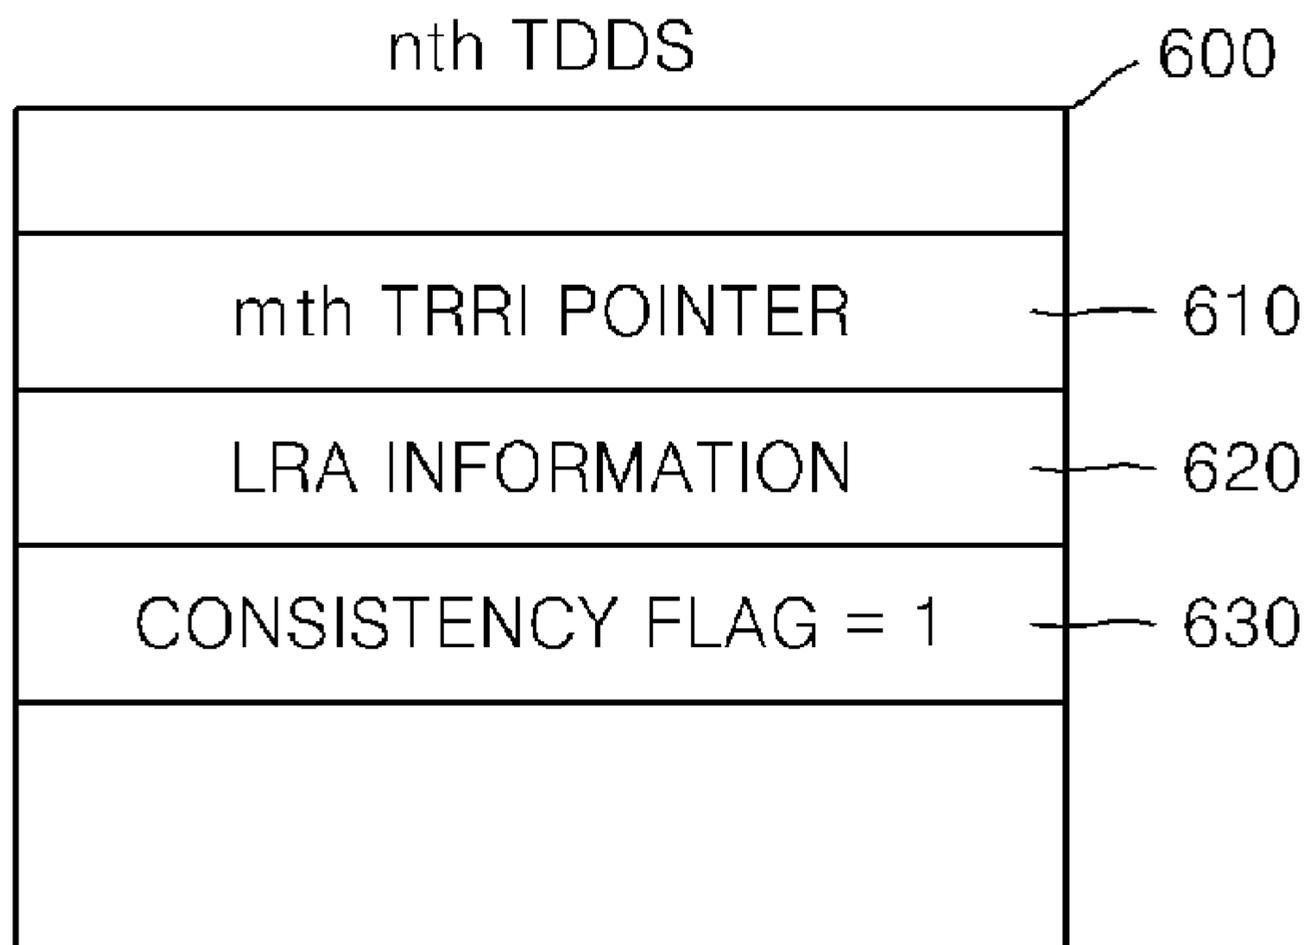 nth TDDS
600
mth TRRI POINTER 610
LRA INFORMATION 620
CONSISTENCY FLAG = 1 630